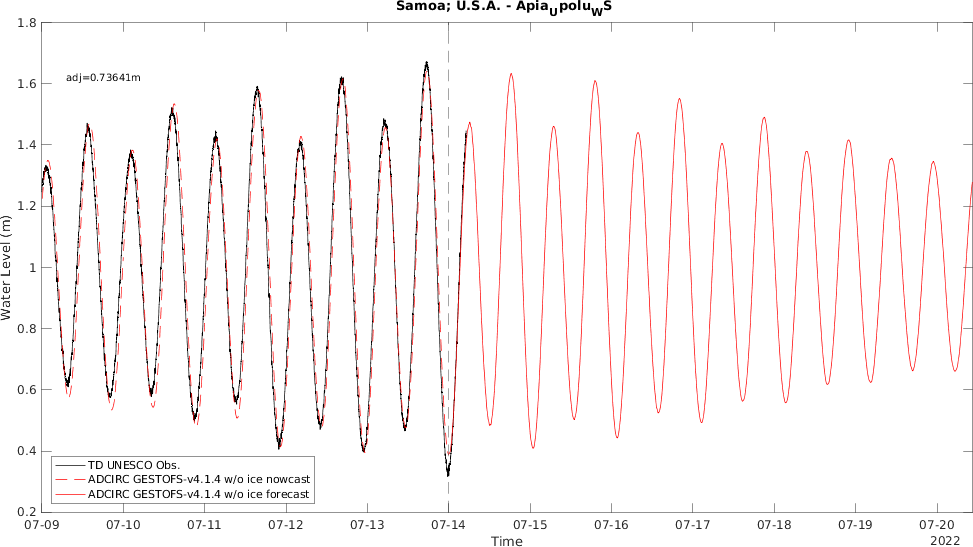 Samoa; U.S.A. - Apia_Upolu_WS
1.8
adj=0.73641m
1.6
1.4
1.2
1
0.8
0.6
0.4
0.2
Water Level (m)
TD UNESCO Obs.
ADCIRC GESTOFS-v4.1.4 w/o ice nowcast
ADCIRC GESTOFS-v4.1.4 w/o ice forecast
07-09 07-10 07-11 07-12 07-13 07-14 07-15 07-16 07-17 07-18 07-19 07-20
Time
2022